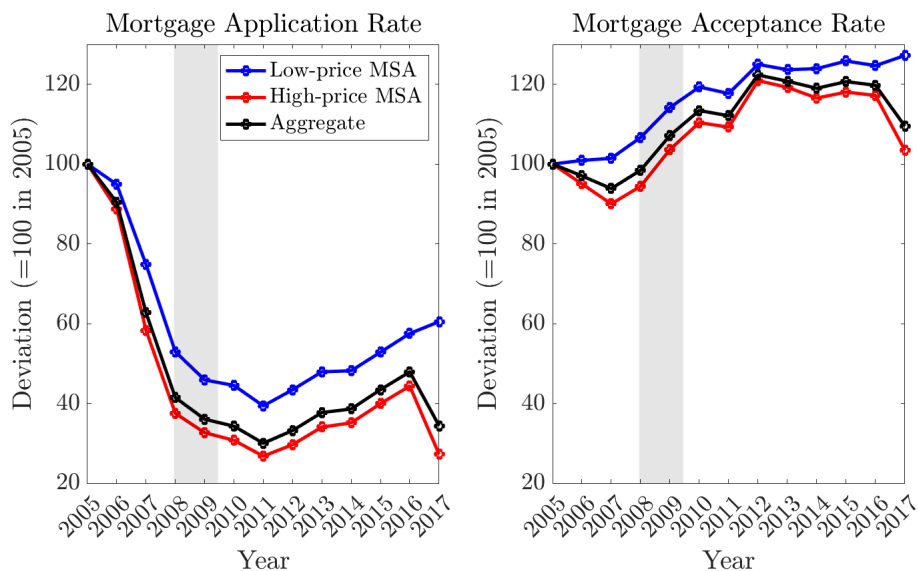 Mortgage Application Rate
Deviation (=100 in 2005)
120
100
80
60
40
20
Low-price MSA
High-price MSA
Aggregate
2005 2006 2007 2008 2009 2010 2011 2012 2013 2014 2015 2016 2017
Year
Mortgage Acceptance Rate
Deviation (=100 in 2005)
120
100
80
60
40
20
2005 2006 2007 2008 2009 2010 2011 2012 2013 2014 2015 2016 2017
Year